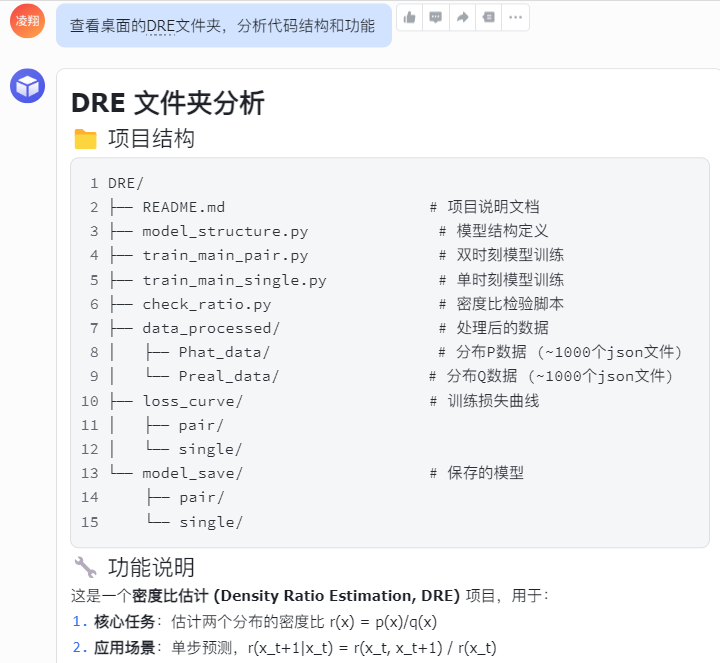 凌翔
查看桌面的DRE文件夹，分析代码结构和功能
DRE 文件夹分析
项目结构
1 DRE/
2 ├── README.md # 项目说明文档
3 ├── model_structure.py # 模型结构定义
4 ├── train_main_pair.py # 双时刻模型训练
5 ├── train_main_single.py # 单时刻模型训练
6 ├── check_ratio.py # 密度比检验脚本
7 ├── data_processed/ # 处理后的数据
8 │   ├── Phat_data/ # 分布P数据 (~1000个json文件)
9 │   └── Preal_data/ # 分布Q数据 (~1000个json文件)
10 ├── loss_curve/ # 训练损失曲线
11 │   ├── pair/
12 │   └── single/
13 └── model_save/ # 保存的模型
14     ├── pair/
15     └── single/
功能说明
这是一个密度比估计 (Density Ratio Estimation, DRE) 项目，用于：
1. 核心任务：估计两个分布的密度比 r(x) = p(x)/q(x)
2. 应用场景：单步预测，r(x_t+1|x_t) = r(x_t, x_t+1) / r(x_t)